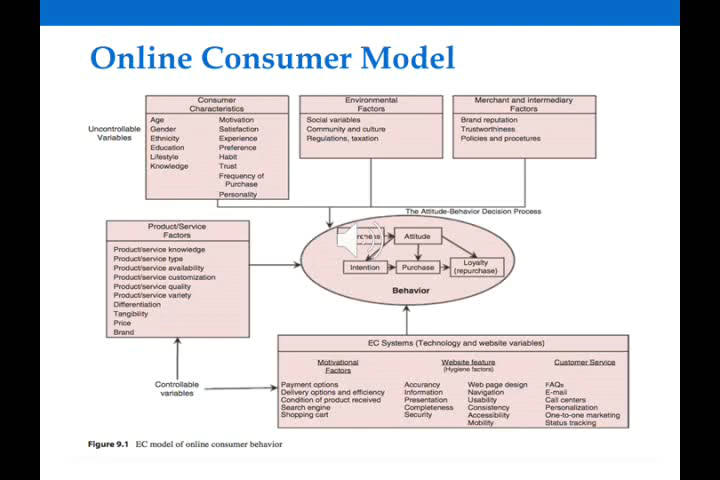 Online Consumer Model
Consumer
Characteristics
Age
Gender
Ethnicity
Education
Lifestyle
Knowledge
Motivation
Satisfaction
Experience
Preference
Habit
Trust
Frequency of
Purchase
Personality
Environmental
Factors
Social variables
Community and culture
Regulations, taxation
Merchant and intermediary
Factors
Brand reputation
Trustworthiness
Policies and procetures
Uncontrollable
Variables
The Attitude-Behavior Decision Process
Product/Service
Factors
Product/service knowledge
Product/service type
Product/service availability
Product/service customization
Product/service quality
Product/service variety
Differentiation
Tangibility
Price
Brand
Attitude
Intention
Purchase
Loyalty
(repurchase)
Behavior
EC Systems (Technology and website variables)
Motivational
Factors
Payment options
Delivery options and efficiency
Condition of product received
Search engine
Shopping cart
Website feature
(Hygiene factors)
Accurancy
Information
Presentation
Completeness
Security
Web page design
Navigation
Usability
Consistency
Accessibility
Mobility
Customer Service
FAQs
E-mail
Call centers
Personalization
One-to-one marketing
Status tracking
Controllable
variables
Figure 9.1 EC model of online consumer behavior